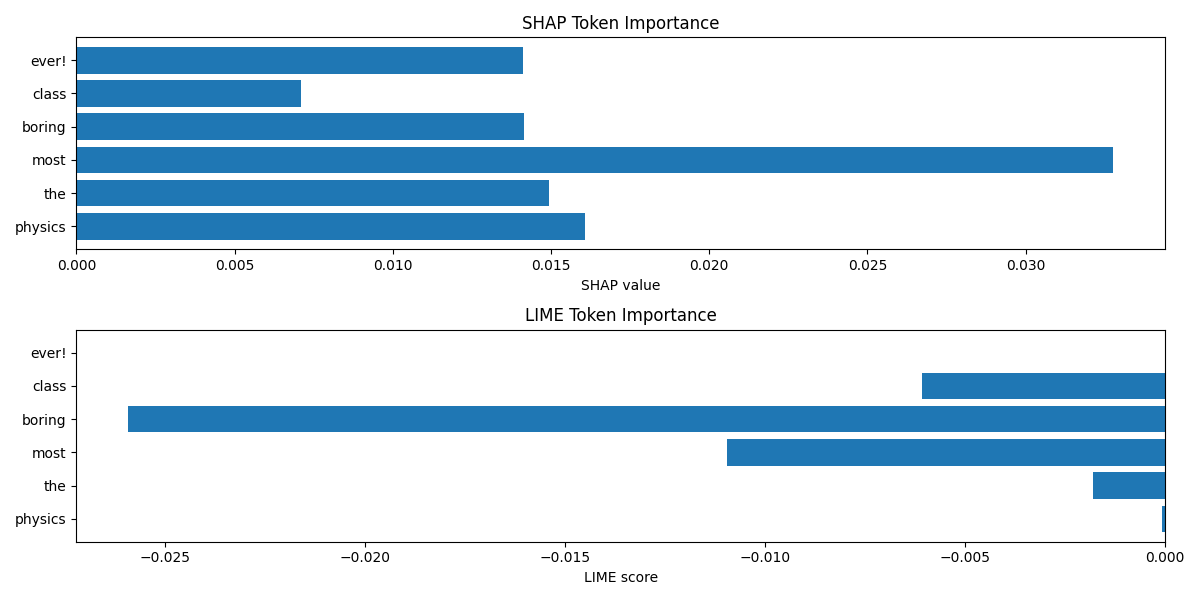 SHAP Token Importance
ever!
class
boring
most
the
physics
0.000 0.005 0.010 0.015 0.020 0.025 0.030
SHAP value
LIME Token Importance
ever!
class
boring
most
the
physics
−0.025 −0.020 −0.015 −0.010 −0.005 0.000
LIME score